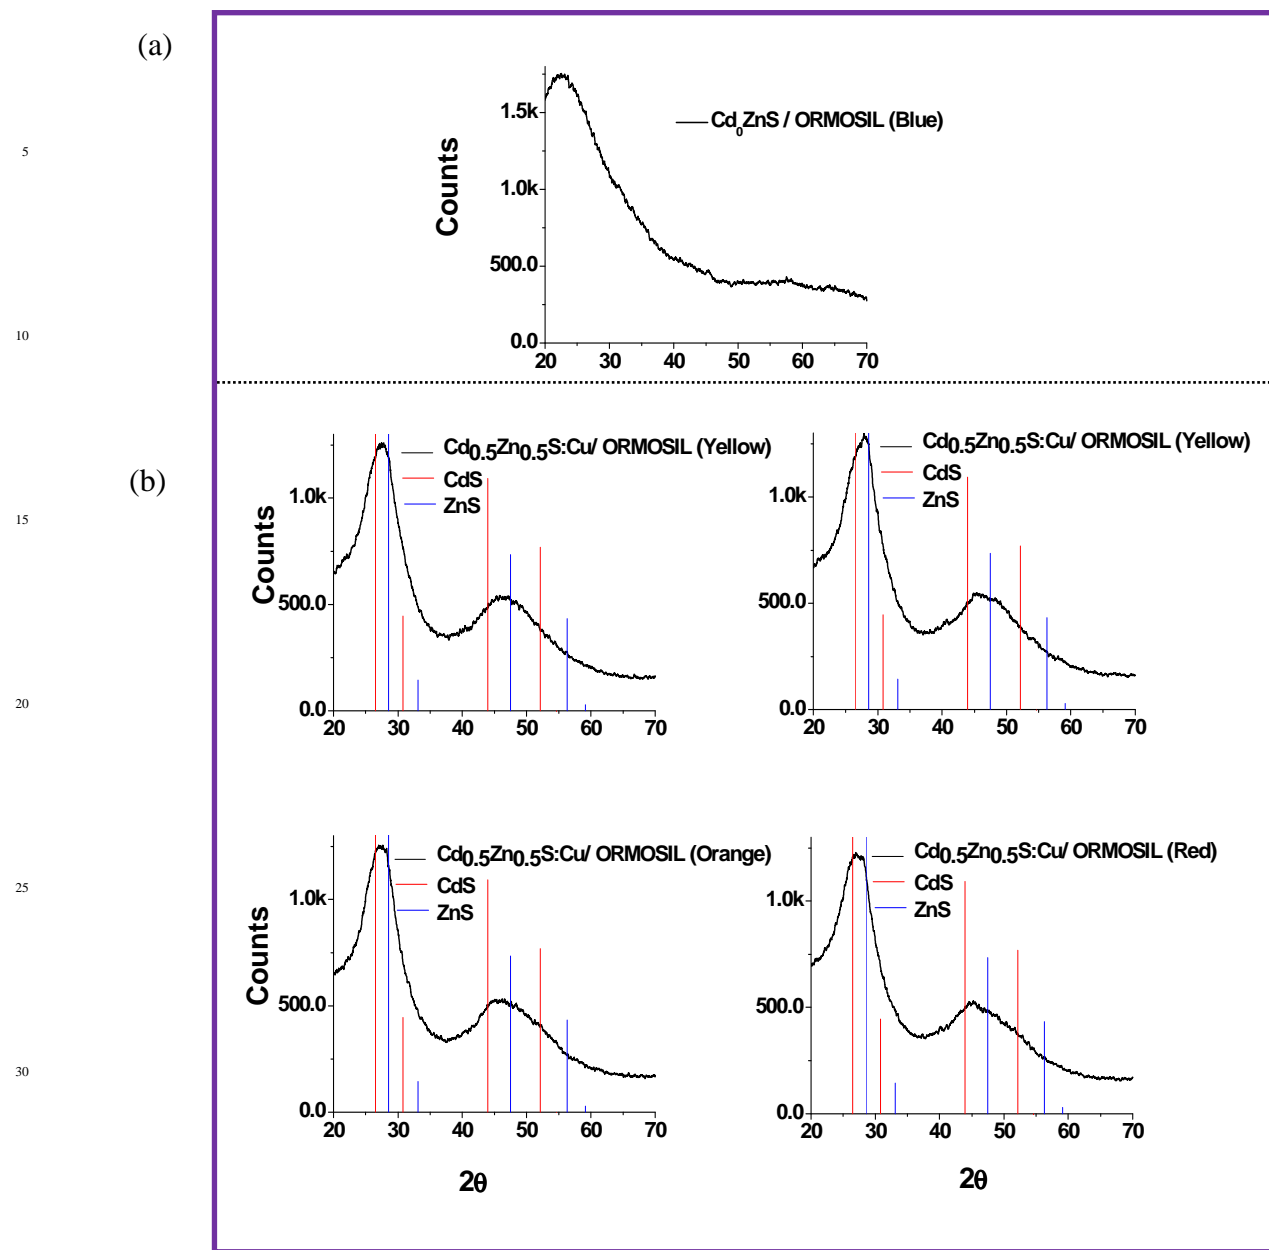 (a)
5
10
1.5k
1.0k
500.0
0.0
Counts
Cd0ZnS / ORMOSIL (Blue)
20 30 40 50 60 70
(b)
15
20
Counts
1.0k
500.0
0.0
Cd0.5Zn0.5S:Cu/ ORMOSIL (Yellow)
CdS
ZnS
20 30 40 50 60 70
1.0k
500.0
0.0
Cd0.5Zn0.5S:Cu/ ORMOSIL (Yellow)
CdS
ZnS
20 30 40 50 60 70
25
30
Counts
1.0k
500.0
0.0
Cd0.5Zn0.5S:Cu/ ORMOSIL (Orange)
CdS
ZnS
20 30 40 50 60 70
2θ
1.0k
500.0
0.0
Cd0.5Zn0.5S:Cu/ ORMOSIL (Red)
CdS
ZnS
20 30 40 50 60 70
2θ